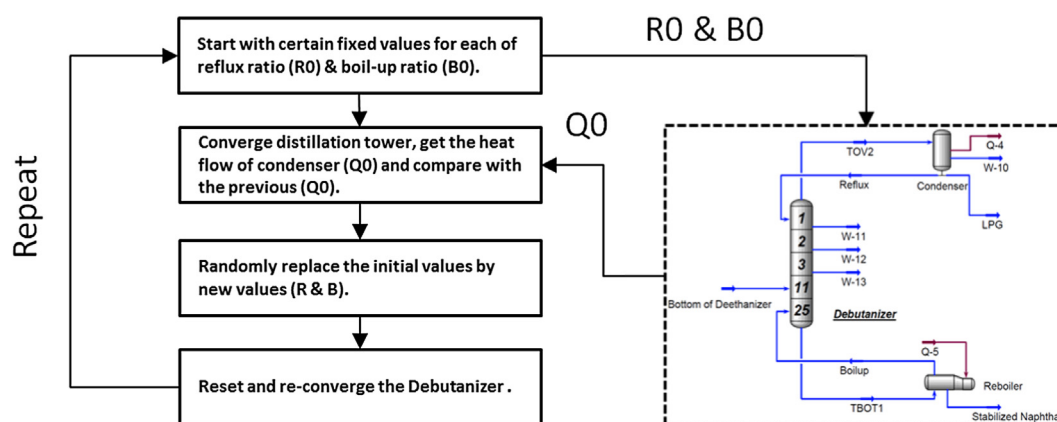 R0 & B0
Start with certain fixed values for each of
reflux ratio (R0) & boil-up ratio (B0).
Q0
Converge distillation tower, get the heat
flow of condenser (Q0) and compare with
the previous (Q0).
Repeat
Randomly replace the initial values by
new values (R & B).
Reset and re-converge the Debutanizer .
TOV2
Q-4
W-10
Reflux
Condenser
LPG
1
W-11
2
W-12
3
W-13
11
Bottom of Deethanizer
25
Debutanizer
Q-5
Boilup
Reboiler
TBOT1
Stabilized Naphtha